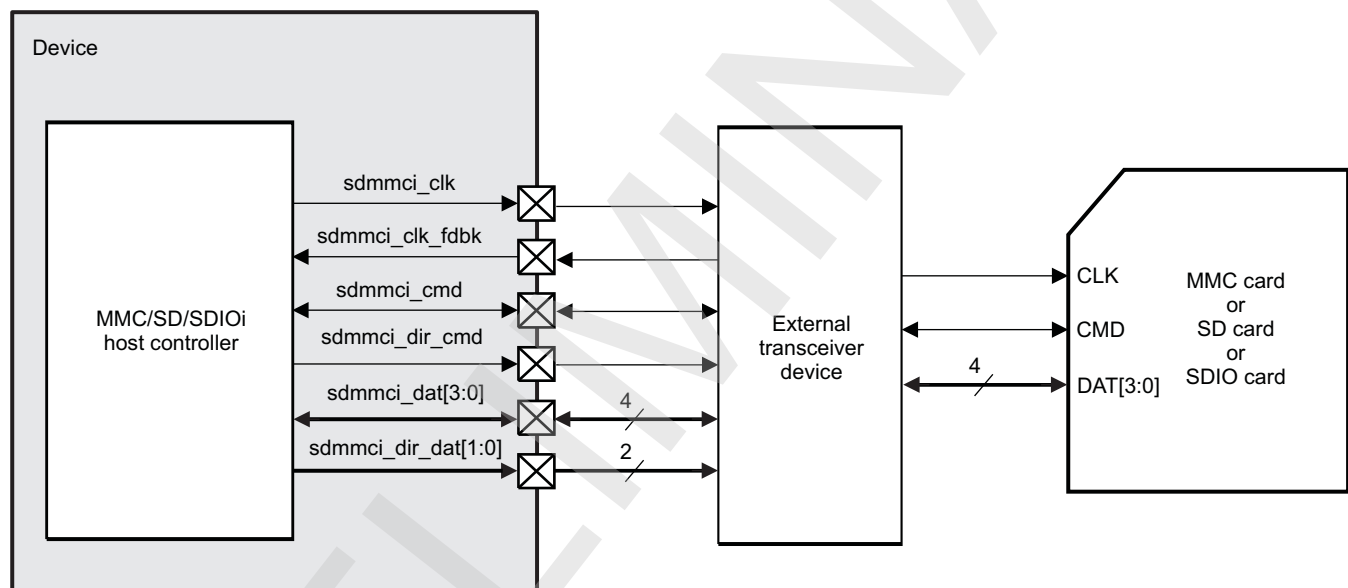 Device
sdmmci_clk
sdmmci_clk_fdbk
sdmmci_cmd
sdmmci_dir_cmd
sdmmci_dat[3:0]
sdmmci_dir_dat[1:0]
MMC/SD/SDIOi
host controller
4
2
External
transceiver
device
4
CLK
CMD
DAT[3:0]
MMC card
or
SD card
or
SDIO card